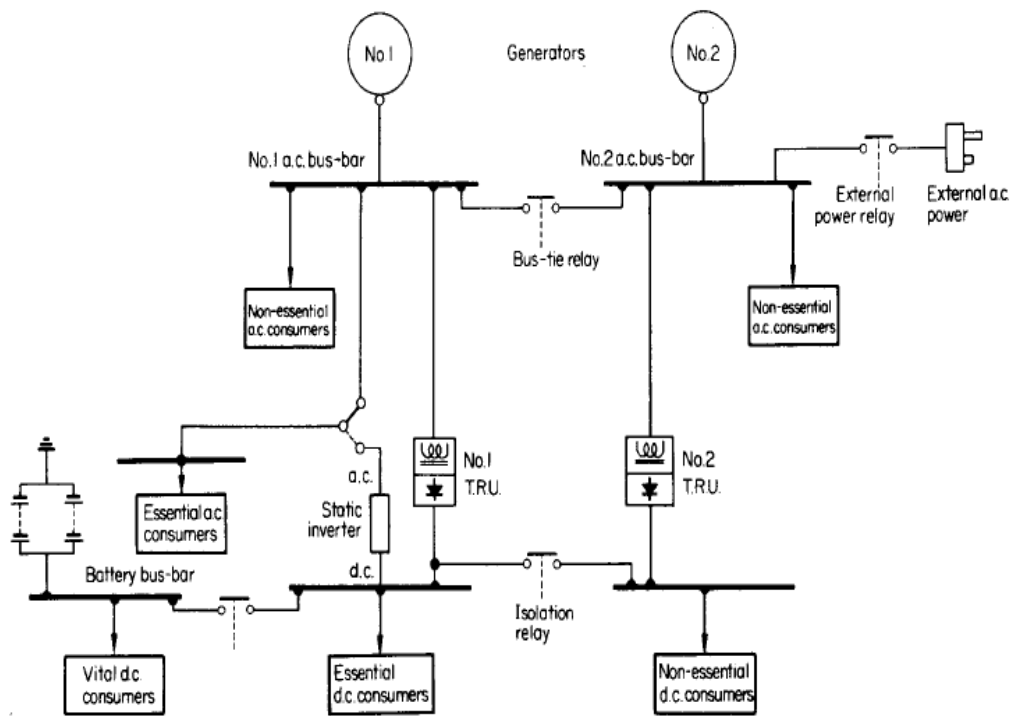 No.1
Generators
No.2
No.1 a.c. bus-bar
No.2 a.c. bus-bar
External
power relay
External a.c.
power
Bus-tie relay
Non-essential
a.c. consumers
Non-essential
a.c. consumers
No.1
T.R.U.
No.2
T.R.U.
a.c.
Static
inverter
d.c.
Essential a.c.
consumers
Battery bus-bar
Isolation
relay
Vital d.c.
consumers
Essential
d.c. consumers
Non-essential
d.c. consumers